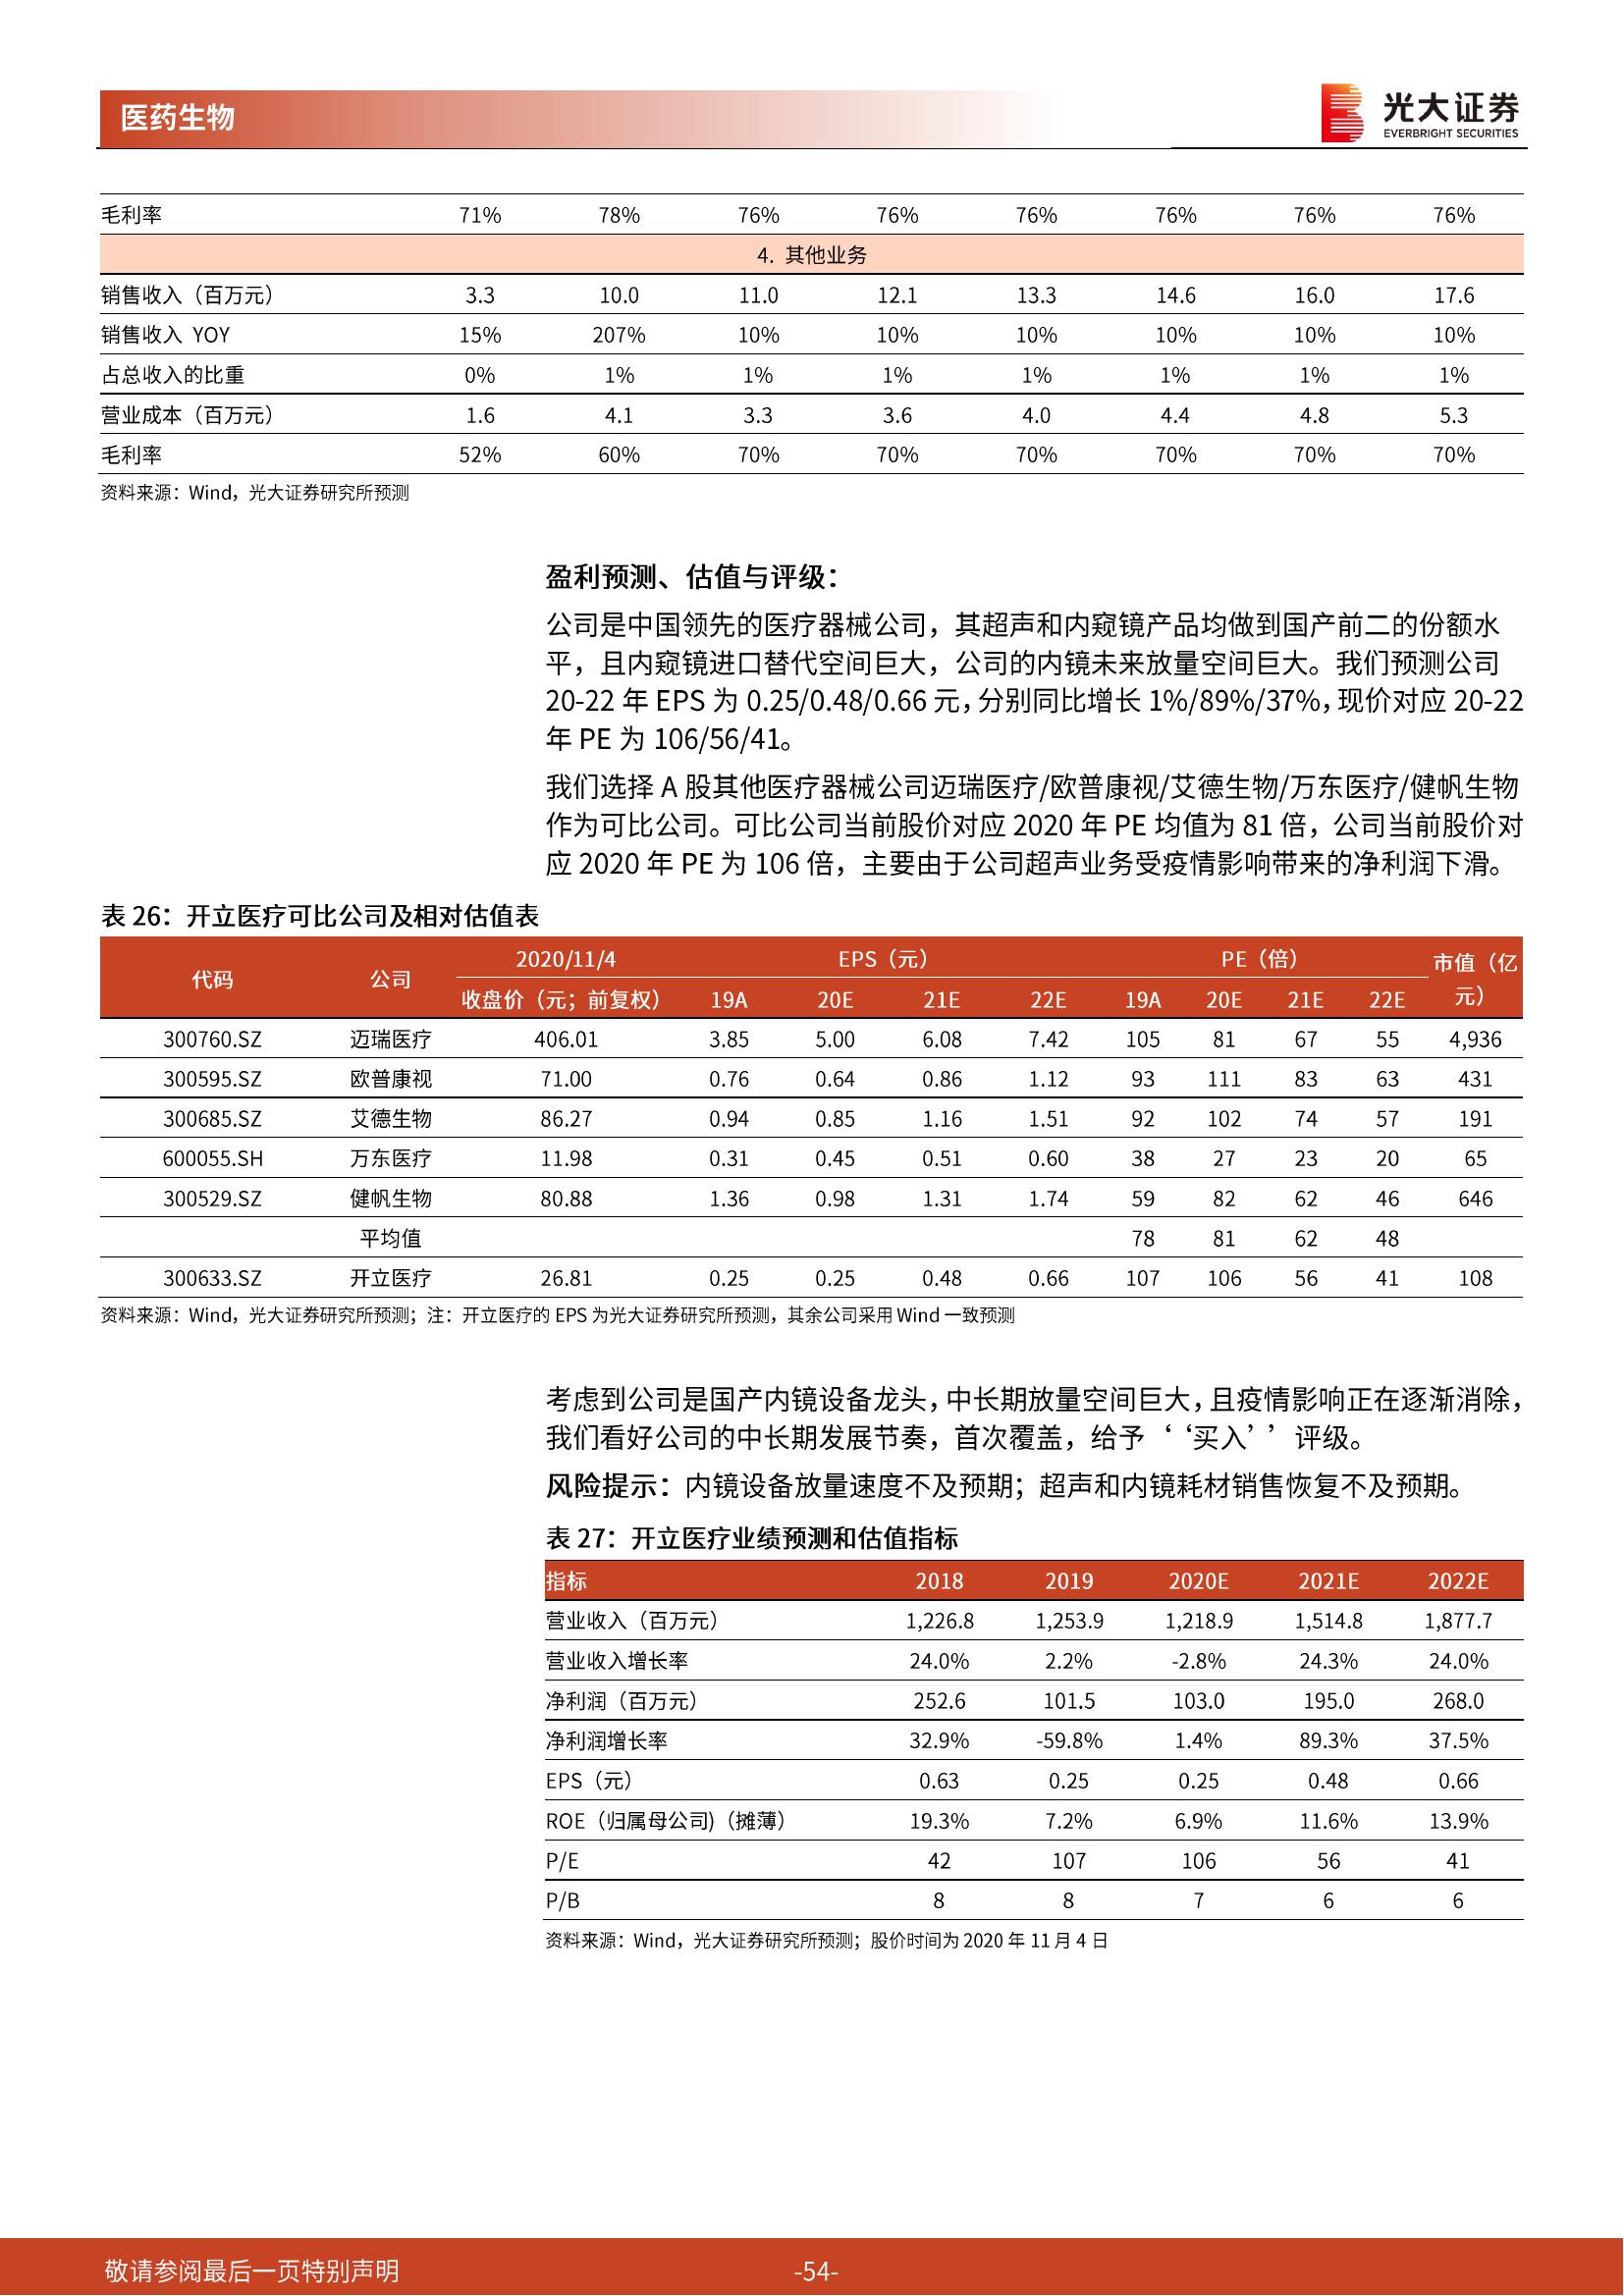 医药生物
光大证券
EVERBRIGHT SECURITIES
毛利率 71% 78% 76% 76% 76% 76% 76% 76%
4. 其他业务
销售收入（百万元） 3.3 10.0 11.0 12.1 13.3 14.6 16.0 17.6
销售收入 YOY 15% 207% 10% 10% 10% 10% 10% 10%
占总收入的比重 0% 1% 1% 1% 1% 1% 1% 1%
营业成本（百万元） 1.6 4.1 3.3 3.6 4.0 4.4 4.8 5.3
毛利率 52% 60% 70% 70% 70% 70% 70% 70%
资料来源：Wind，光大证券研究所预测
盈利预测、估值与评级：
公司是中国领先的医疗器械公司，其超声和内窥镜产品均做到国产前二的份额水
平，且内窥镜进口替代空间巨大，公司的内镜未来放量空间巨大。我们预测公司
20-22 年 EPS 为 0.25/0.48/0.66 元，分别同比增长 1%/89%/37%，现价对应 20-22
年 PE 为 106/56/41。
我们选择 A 股其他医疗器械公司迈瑞医疗/欧普康视/艾德生物/万东医疗/健帆生物
作为可比公司。可比公司当前股价对应 2020 年 PE 均值为 81 倍，公司当前股价对
应 2020 年 PE 为 106 倍，主要由于公司超声业务受疫情影响带来的净利润下滑。
表 26：开立医疗可比公司及相对估值表
代码 公司 2020/11/4 EPS（元） PE（倍） 市值（亿
收盘价（元；前复权） 19A 20E 21E 22E 19A 20E 21E 22E 元）
300760.SZ 迈瑞医疗 406.01 3.85 5.00 6.08 7.42 105 81 67 55 4,936
300595.SZ 欧普康视 71.00 0.76 0.64 0.86 1.12 93 111 83 63 431
300685.SZ 艾德生物 86.27 0.94 0.85 1.16 1.51 92 102 74 57 191
600055.SH 万东医疗 11.98 0.31 0.45 0.51 0.60 38 27 23 20 65
300529.SZ 健帆生物 80.88 1.36 0.98 1.31 1.74 59 82 62 46 646
平均值 78 81 62 48
300633.SZ 开立医疗 26.81 0.25 0.25 0.48 0.66 107 106 56 41 108
资料来源：Wind，光大证券研究所预测；注：开立医疗的 EPS 为光大证券研究所预测，其余公司采用 Wind 一致预测
考虑到公司是国产内镜设备龙头，中长期放量空间巨大，且疫情影响正在逐渐消除，
我们看好公司的中长期发展节奏，首次覆盖，给予‘‘买入’’评级。
风险提示：内镜设备放量速度不及预期；超声和内镜耗材销售恢复不及预期。
表 27：开立医疗业绩预测和估值指标
指标 2018 2019 2020E 2021E 2022E
营业收入（百万元） 1,226.8 1,253.9 1,218.9 1,514.8 1,877.7
营业收入增长率 24.0% 2.2% -2.8% 24.3% 24.0%
净利润（百万元） 252.6 101.5 103.0 195.0 268.0
净利润增长率 32.9% -59.8% 1.4% 89.3% 37.5%
EPS（元） 0.63 0.25 0.25 0.48 0.66
ROE（归属母公司)（摊薄） 19.3% 7.2% 6.9% 11.6% 13.9%
P/E 42 107 106 56 41
P/B 8 8 7 6 6
资料来源：Wind，光大证券研究所预测；股价时间为 2020 年 11 月 4 日
敬请参阅最后一页特别声明 -54-